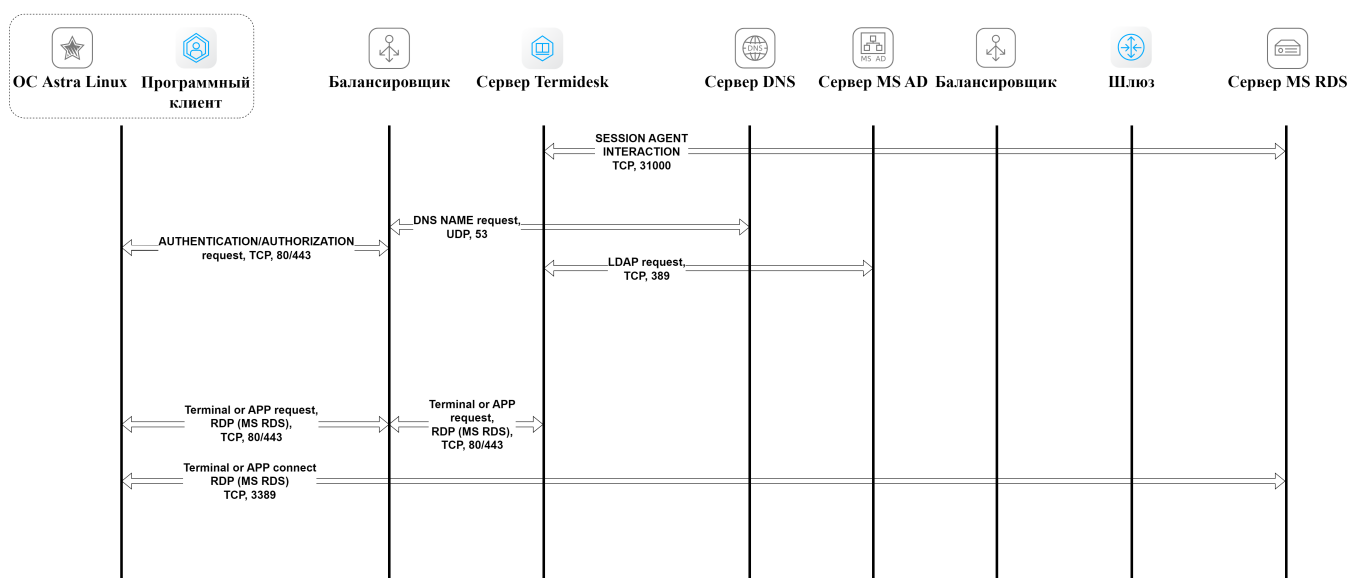 DNS
MS AD
ОС Astra Linux
Программный
клиент
Балансировщик
Сервер Termidesk
Сервер DNS
Сервер MS AD
Балансировщик
Шлюз
Сервер MS RDS
SESSION AGENT
INTERACTION
TCP, 31000
DNS NAME request,
UDP, 53
AUTHENTICATION/AUTHORIZATION
request, TCP, 80/443
LDAP request,
TCP, 389
Terminal or APP request,
RDP (MS RDS),
TCP, 80/443
Terminal or APP
request,
RDP (MS RDS),
TCP, 80/443
Terminal or APP connect
RDP (MS RDS)
TCP, 3389